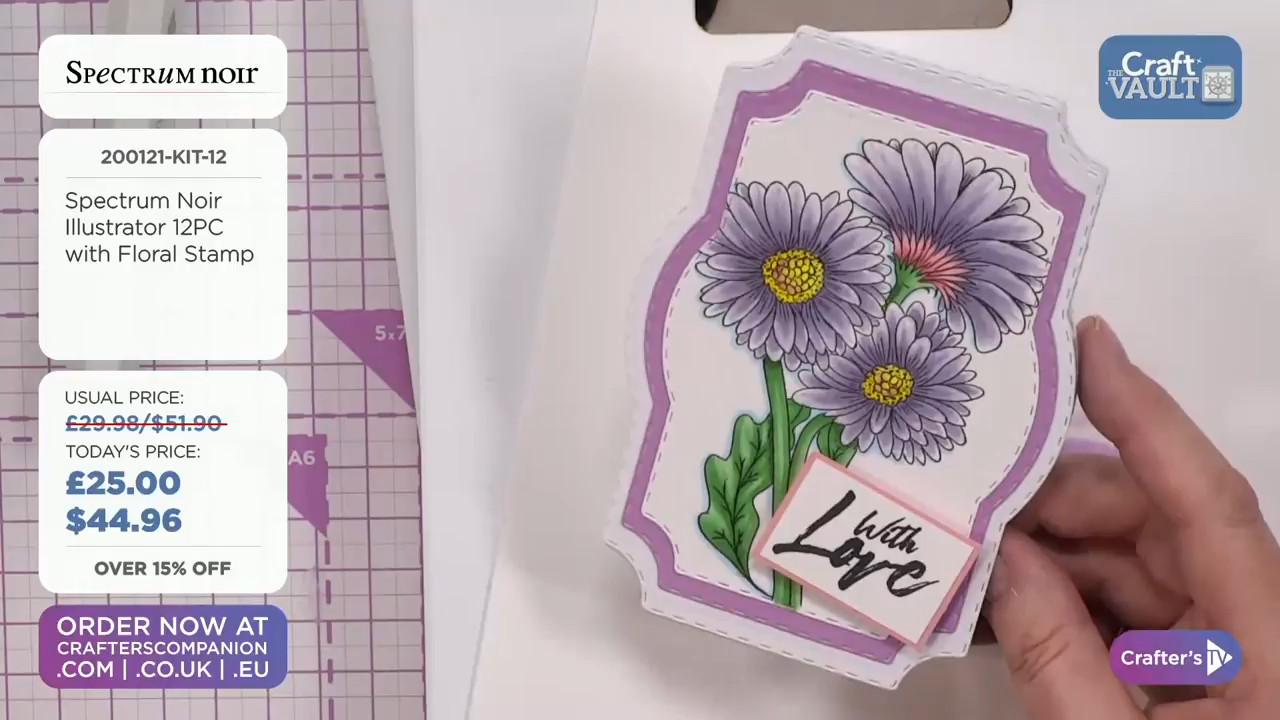 SPECTRUM NOIR
200121-KIT-12
Spectrum Noir
Illustrator 12PC
with Floral Stamp
USUAL PRICE:
£29.98/$51.90
TODAY'S PRICE:
£25.00
$44.96
OVER 15% OFF
ORDER NOW AT
CRAFTERSCOMPANION
.COM | .CO.UK | .EU
5x7
A6
With
Love
THE Craft
VAULT
Crafter's TV